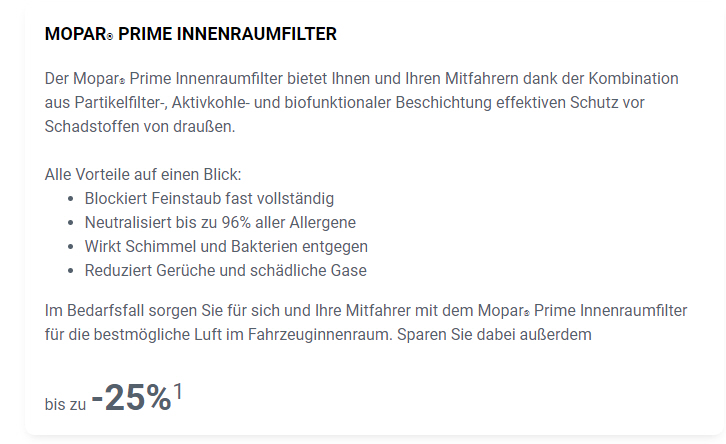 MOPAR® PRIME INNENRAUMFILTER
Der Mopar® Prime Innenraumfilter bietet Ihnen und Ihren Mitfahrern dank der Kombination
aus Partikelfilter-, Aktivkohle- und biofunktionaler Beschichtung effektiven Schutz vor
Schadstoffen von draußen.
Alle Vorteile auf einen Blick:
• Blockiert Feinstaub fast vollständig
• Neutralisiert bis zu 96% aller Allergene
• Wirkt Schimmel und Bakterien entgegen
• Reduziert Gerüche und schädliche Gase
Im Bedarfsfall sorgen Sie für sich und Ihre Mitfahrer mit dem Mopar® Prime Innenraumfilter
für die bestmögliche Luft im Fahrzeuginnenraum. Sparen Sie dabei außerdem
bis zu -25%¹